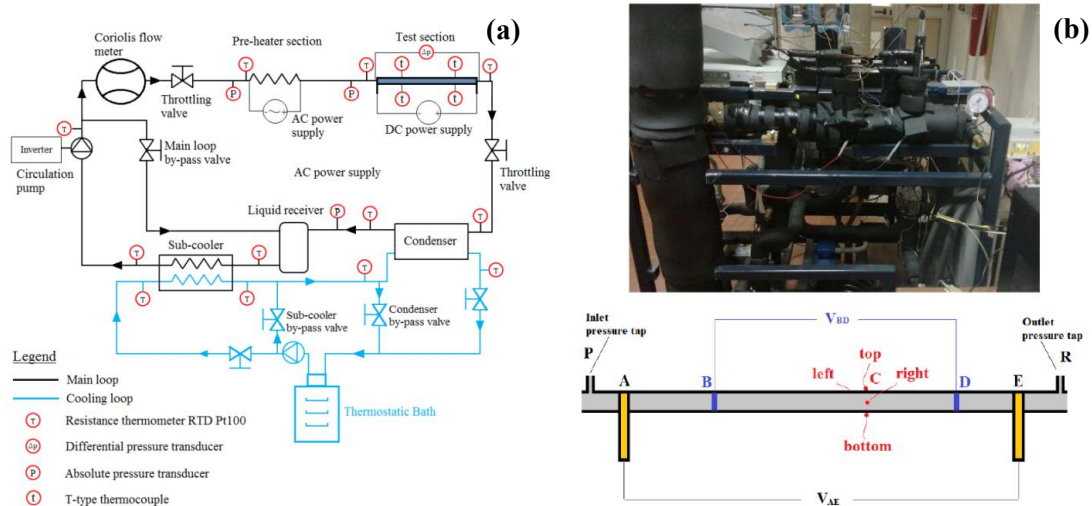 (a)
Coriolis flow
meter
Pre-heater section
Test section
Δp
T
T
T
T
t
t
P
P
t
t
Throttling
valve
AC power
supply
DC power supply
T
Inverter
Circulation
pump
Main loop
by-pass valve
AC power supply
Throttling
valve
Liquid receiver
P
T
T
Sub-cooler
Condenser
T
T
T
T
T
T
Sub-cooler
by-pass valve
Condenser
by-pass valve
Legend
Main loop
Cooling loop
T
Resistance thermometer RTD Pt100
Δp
Differential pressure transducer
P
Absolute pressure transducer
t
T-type thermocouple
Thermostatic Bath
(b)
Inlet
pressure tap
P
V_BD
Outlet
pressure tap
R
top
A
B
left
C
right
D
E
bottom
V_AE